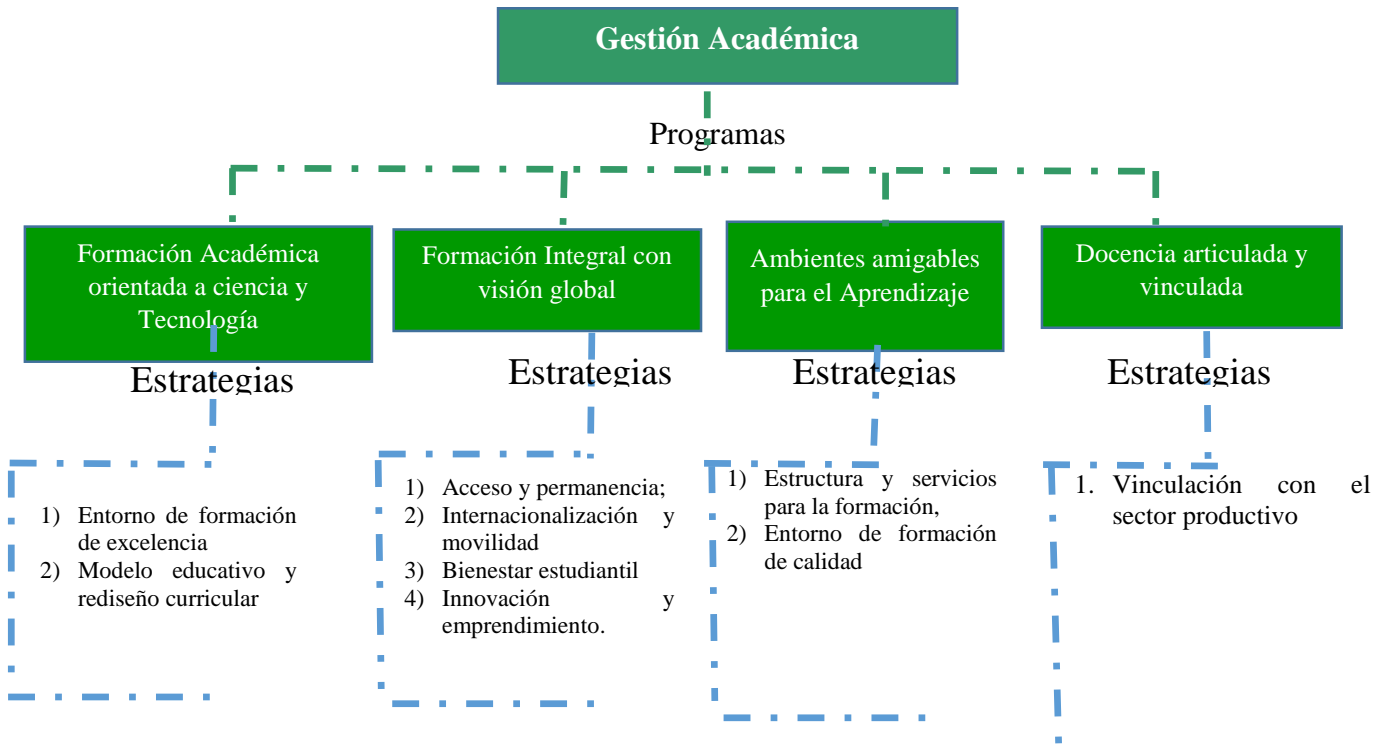 Gestión Académica
Programas
Formación Académica
orientada a ciencia y
Tecnología
Formación Integral con
visión global
Ambientes amigables
para el Aprendizaje
Docencia articulada y
vinculada
Estrategias
Estrategias
Estrategias
Estrategias
1) Entorno de formación
de excelencia
2) Modelo educativo y
rediseño curricular
1) Acceso y permanencia;
2) Internacionalización y
movilidad
3) Bienestar estudiantil
4) Innovación y
emprendimiento.
1) Estructura y servicios
para la formación,
2) Entorno de formación
de calidad
1. Vinculación con el
sector productivo